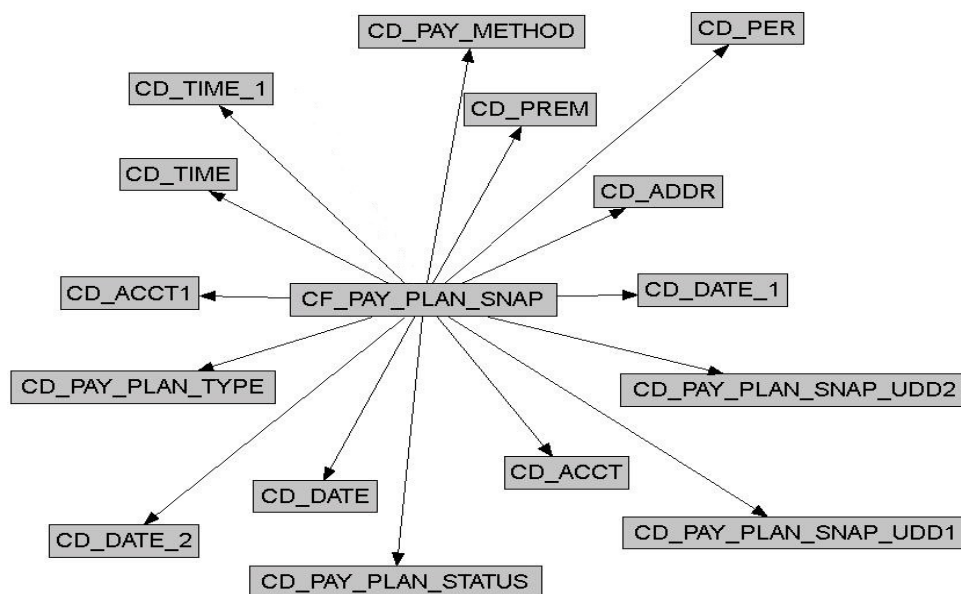 CD_PAY_METHOD
CD_PER
CD_TIME_1
CD_PREM
CD_TIME
CD_ADDR
CD_ACCT1
CF_PAY_PLAN_SNAP
CD_DATE_1
CD_PAY_PLAN_TYPE
CD_PAY_PLAN_SNAP_UDD2
CD_ACCT
CD_DATE
CD_DATE_2
CD_PAY_PLAN_SNAP_UDD1
CD_PAY_PLAN_STATUS